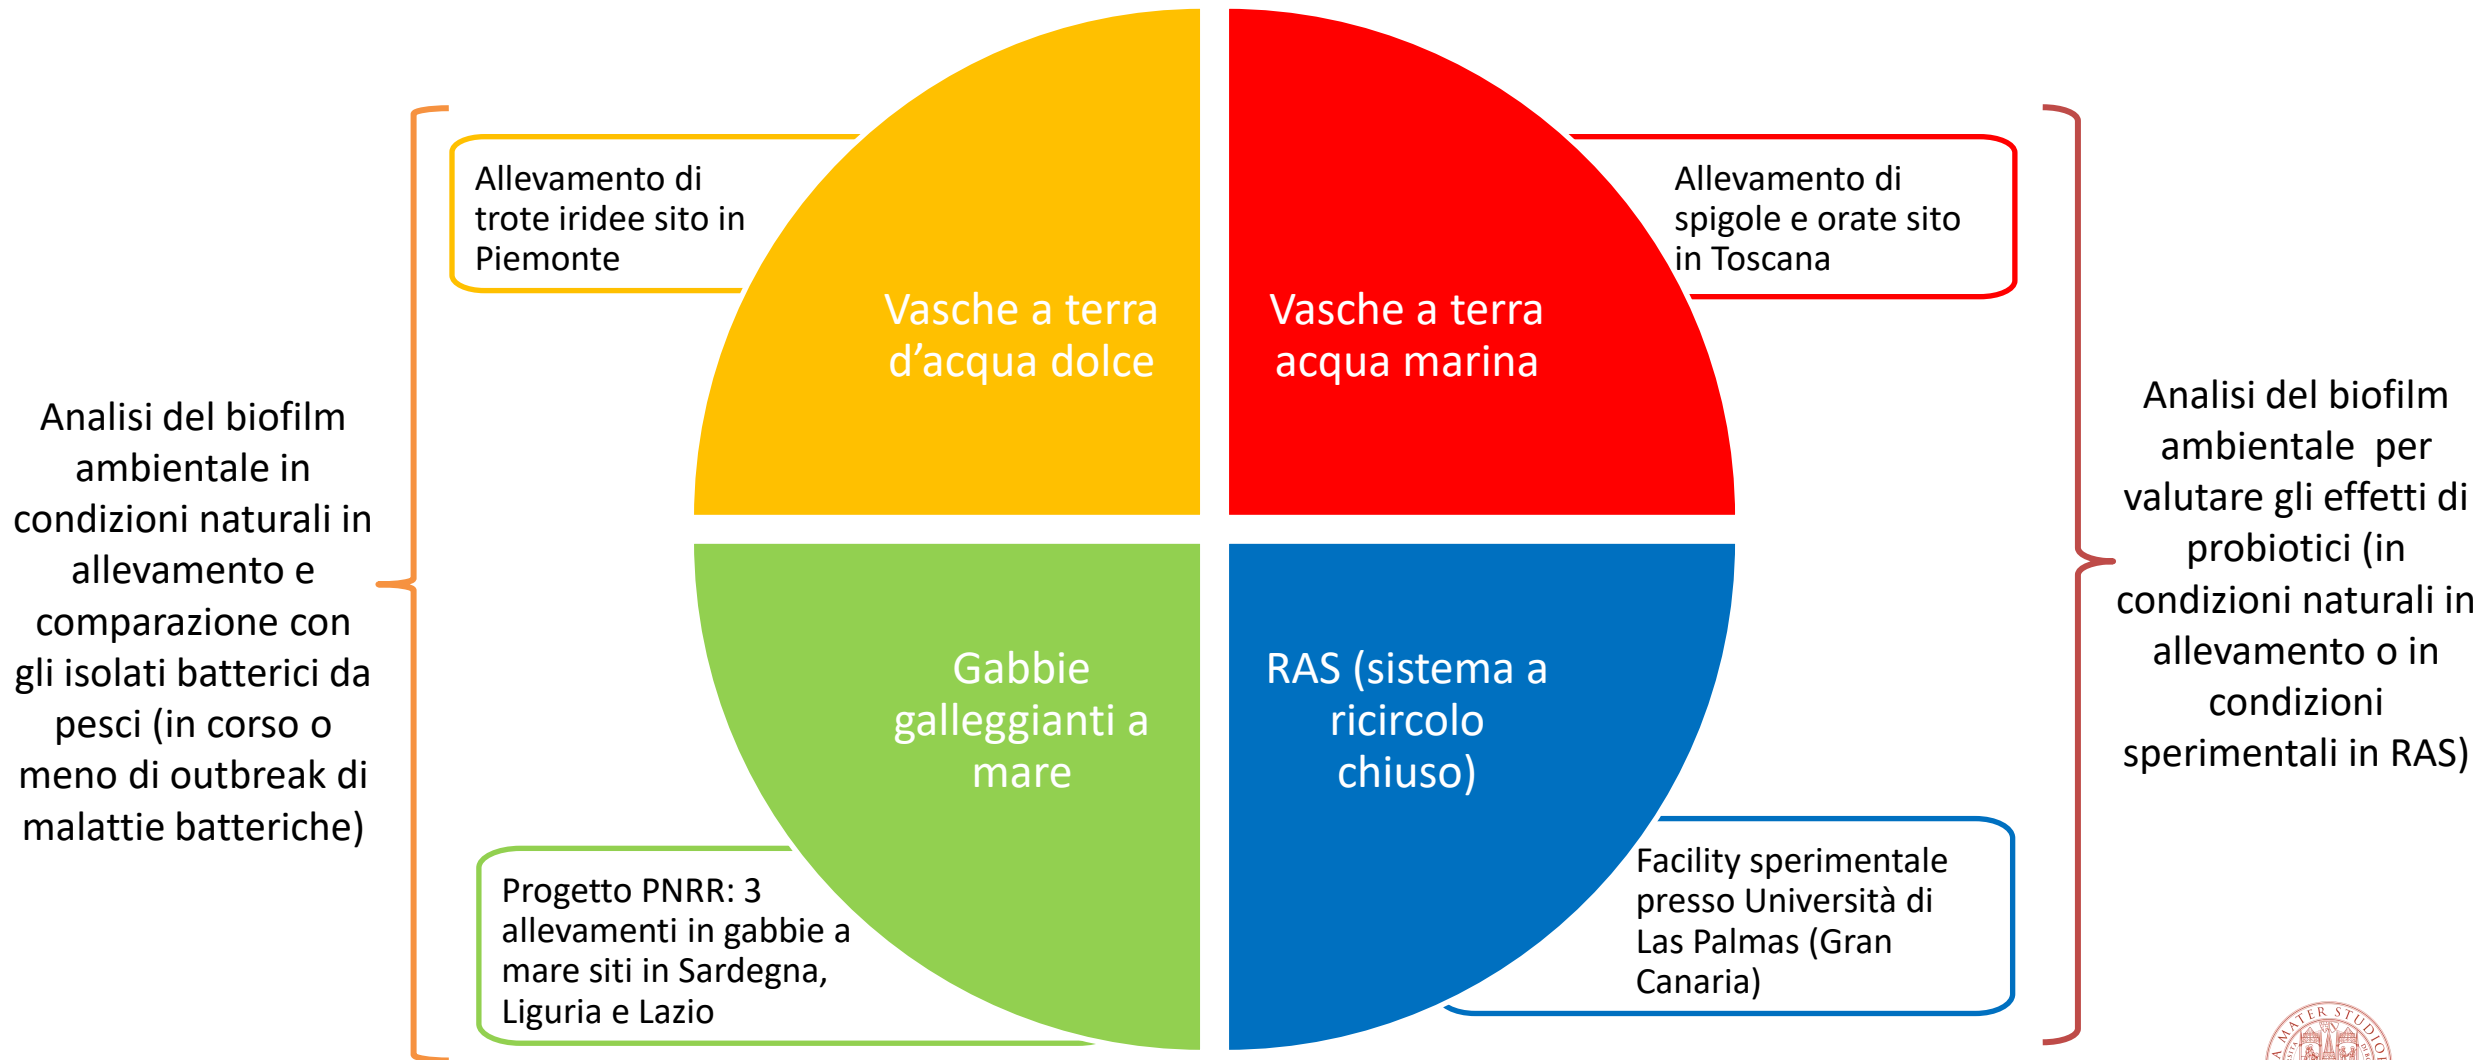 Analisi del biofilm
ambientale in
condizioni naturali in
allevamento e
comparazione con
gli isolati batterici da
pesci (in corso o
meno di outbreak di
malattie batteriche)
Allevamento di
trote iridee sito in
Piemonte
Vasche a terra
d’acqua dolce
Vasche a terra
acqua marina
Allevamento di
spigole e orate sito
in Toscana
Gabbie
galleggianti a
mare
RAS (sistema a
ricircolo
chiuso)
Progetto PNRR: 3
allevamenti in gabbie a
mare siti in Sardegna,
Liguria e Lazio
Facility sperimentale
presso Università di
Las Palmas (Gran
Canaria)
Analisi del biofilm
ambientale per
valutare gli effetti di
probiotici (in
condizioni naturali in
allevamento o in
condizioni
sperimentali in RAS)